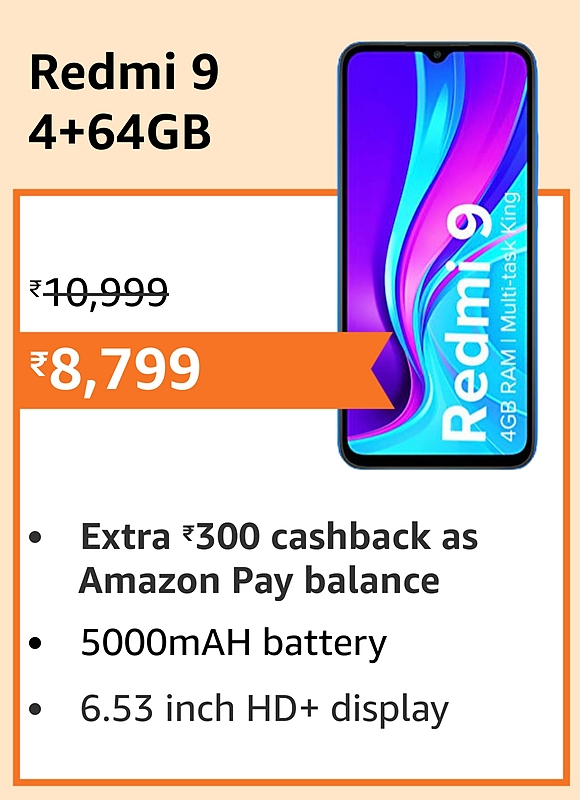 Redmi 9
4+64GB
₹10,999
₹8,799
Redmi 9
4GB RAM | Multi-task King
• Extra ₹300 cashback as
Amazon Pay balance
• 5000mAH battery
• 6.53 inch HD+ display